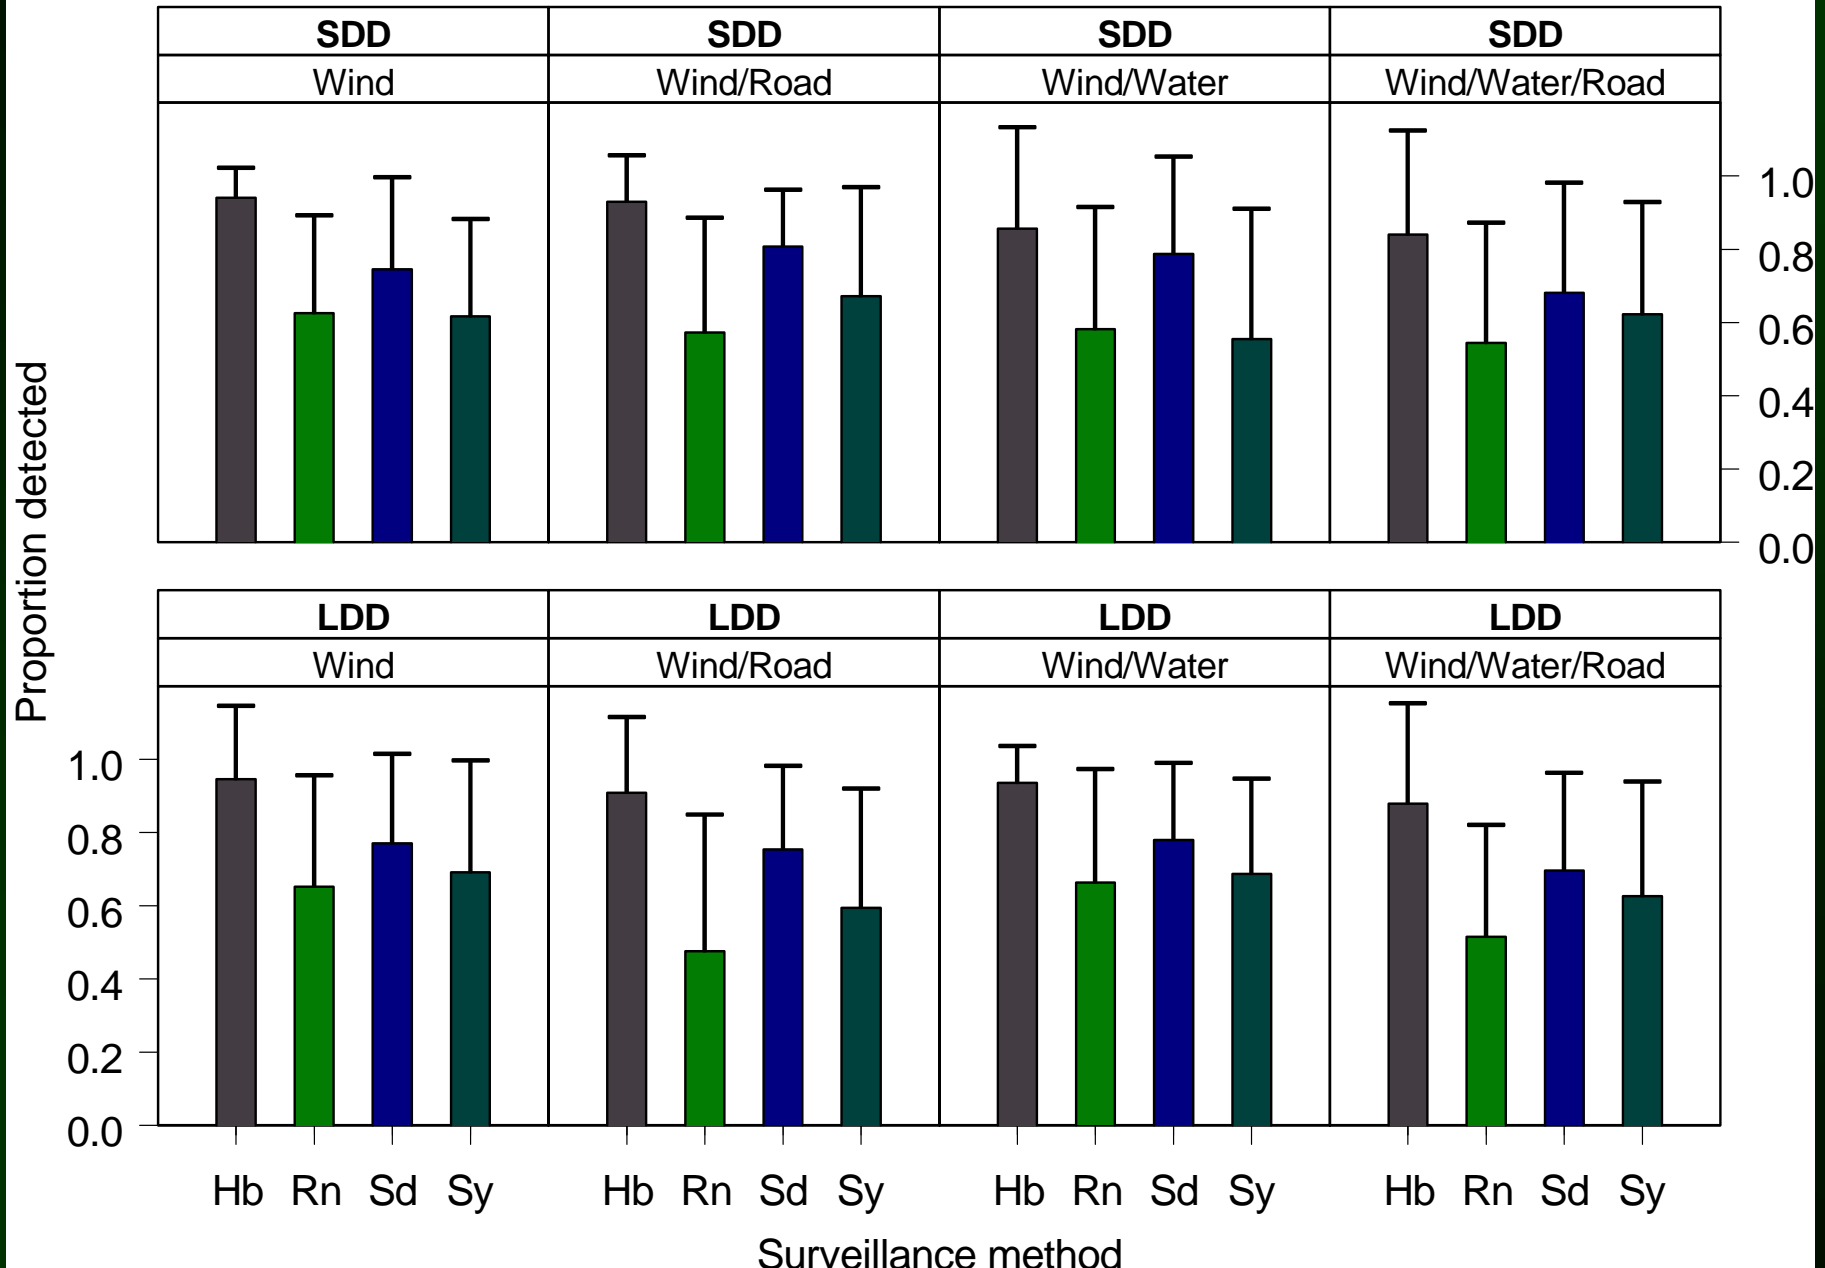 SDD SDD SDD SDD
Wind Wind/Road Wind/Water Wind/Water/Road
1.0
0.8
0.6
0.4
0.2
0.0
Proportion detected
LDD LDD LDD LDD
Wind Wind/Road Wind/Water Wind/Water/Road
1.0
0.8
0.6
0.4
0.2
0.0
Hb Rn Sd Sy Hb Rn Sd Sy Hb Rn Sd Sy Hb Rn Sd Sy
Surveillance method